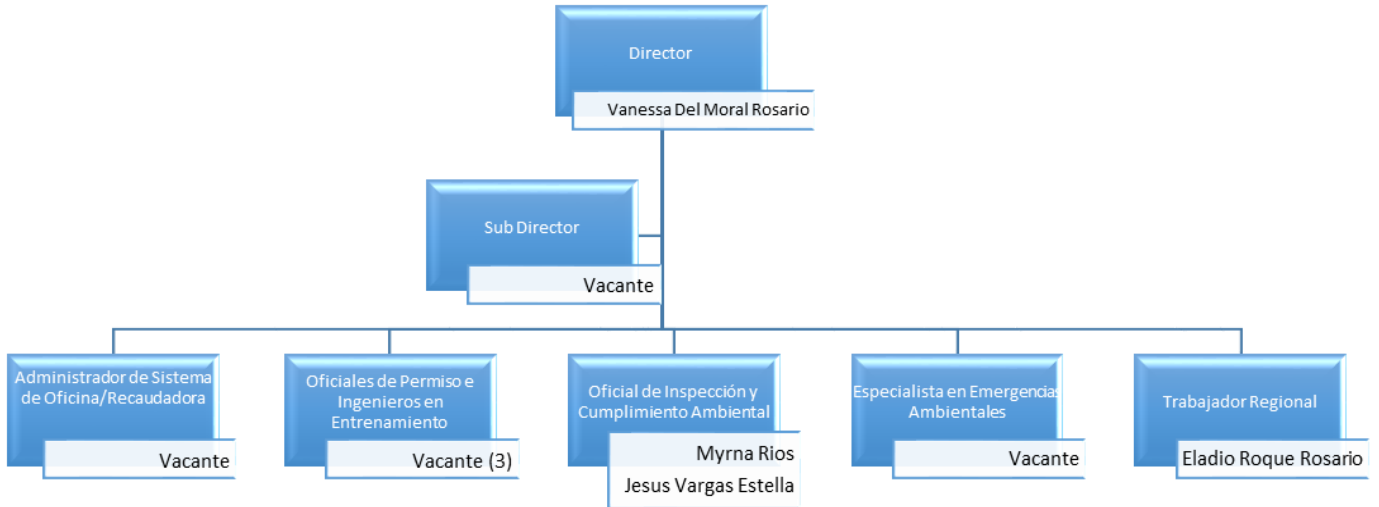 Director
Vanessa Del Moral Rosario
Sub Director
Vacante
Administrador de Sistema
de Oficina/Recaudadora
Vacante
Oficiales de Permiso e
Ingenieros en
Entrenamiento
Vacante (3)
Oficial de Inspección y
Cumplimiento Ambiental
Myrna Rios
Jesus Vargas Estella
Especialista en Emergencias
Ambientales
Vacante
Trabajador Regional
Eladio Roque Rosario